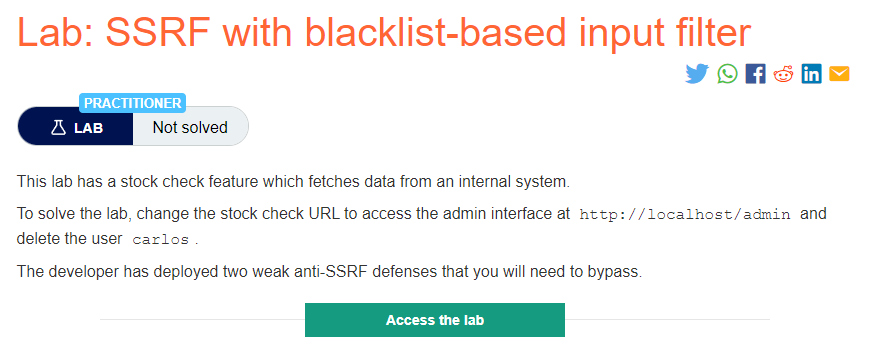 Lab: SSRF with blacklist-based input filter
PRACTITIONER
LAB
Not solved
This lab has a stock check feature which fetches data from an internal system.
To solve the lab, change the stock check URL to access the admin interface at http://localhost/admin and
delete the user carlos .
The developer has deployed two weak anti-SSRF defenses that you will need to bypass.
Access the lab